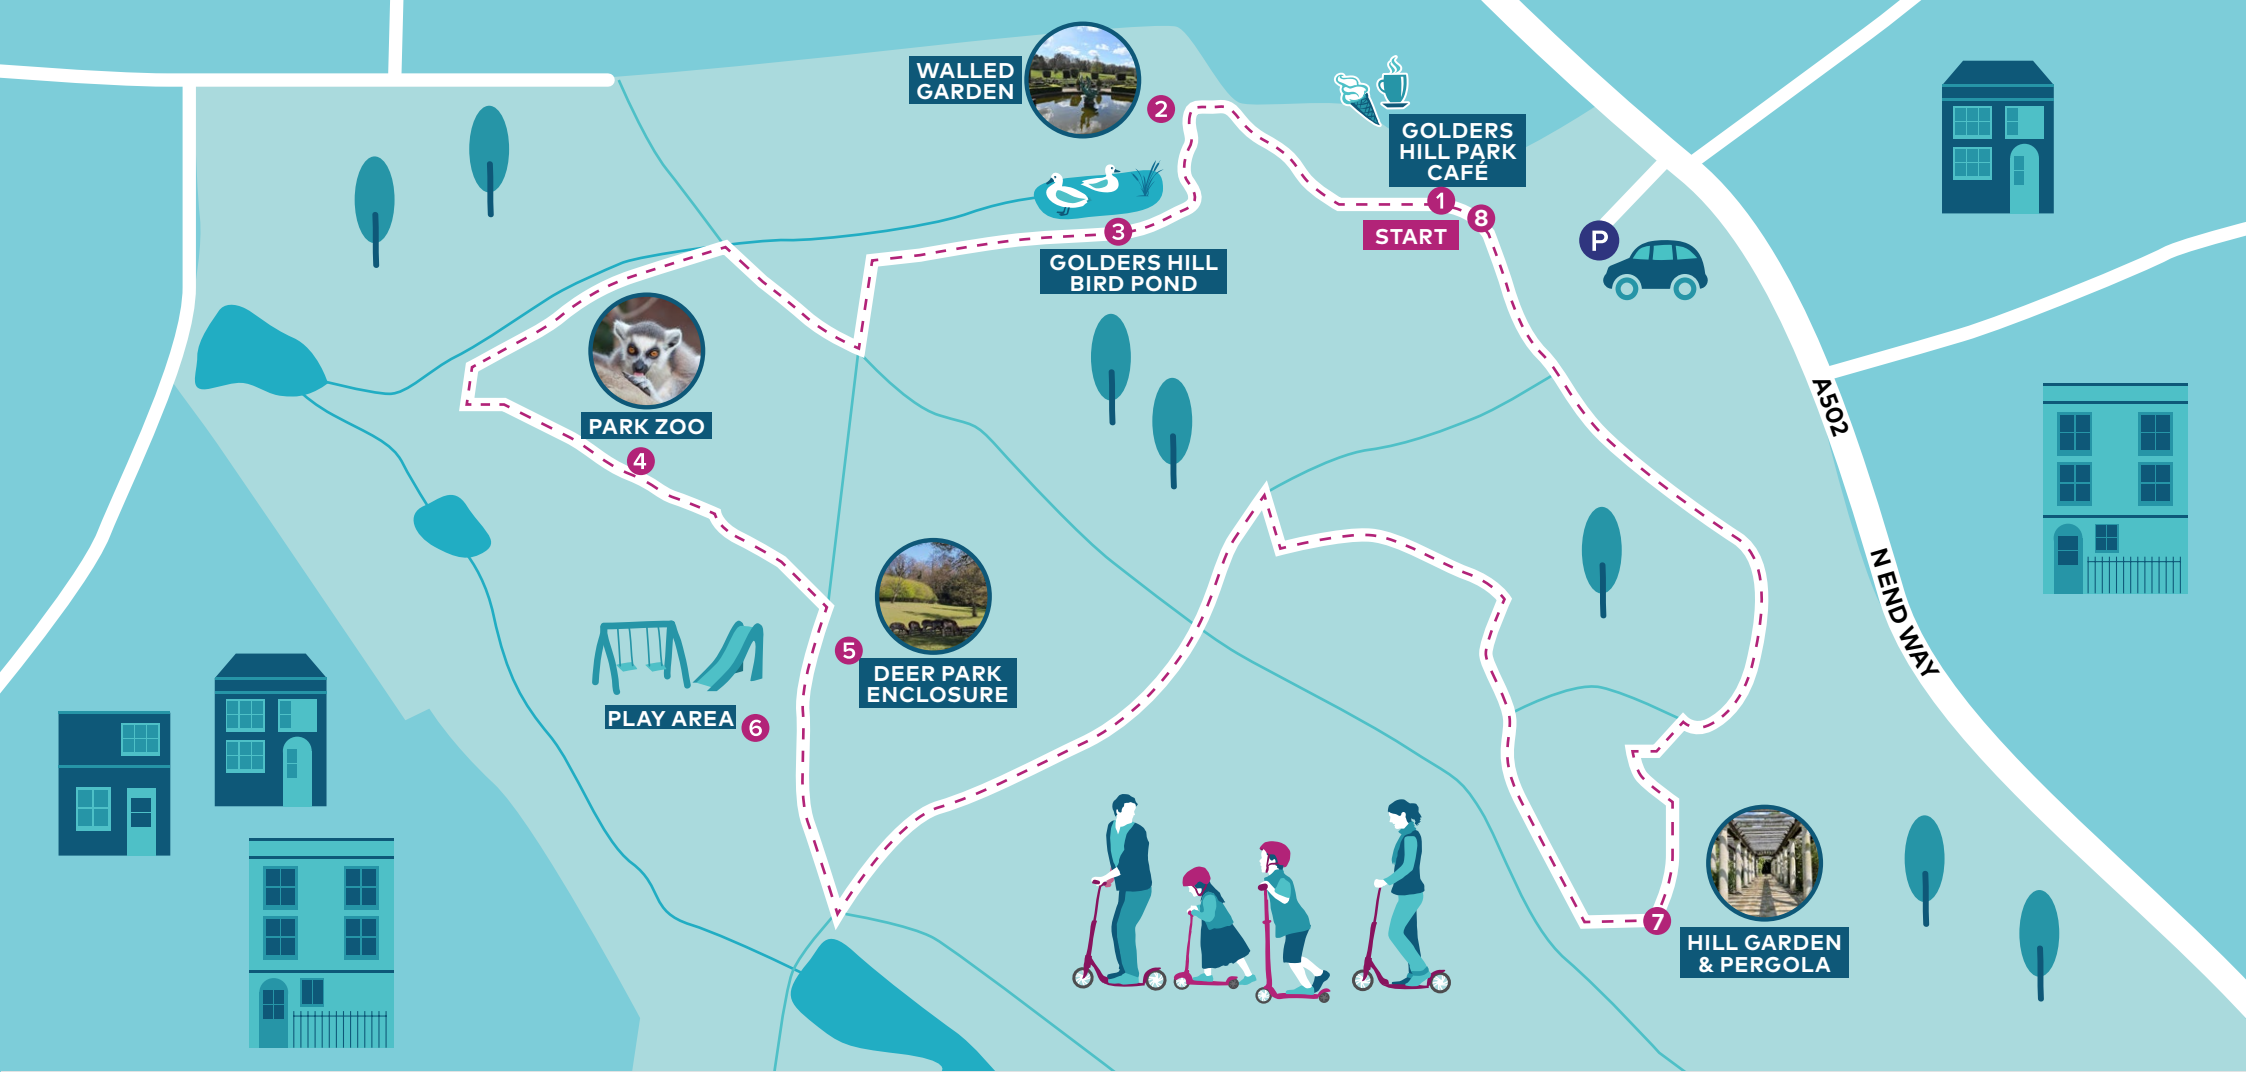 WALLED
GARDEN
2
GOLDERS
HILL PARK
CAFÉ
1
8
START
P
3
GOLDERS HILL
BIRD POND
PARK ZOO
4
A502
N END WAY
5
DEER PARK
ENCLOSURE
PLAY AREA
6
7
HILL GARDEN
& PERGOLA